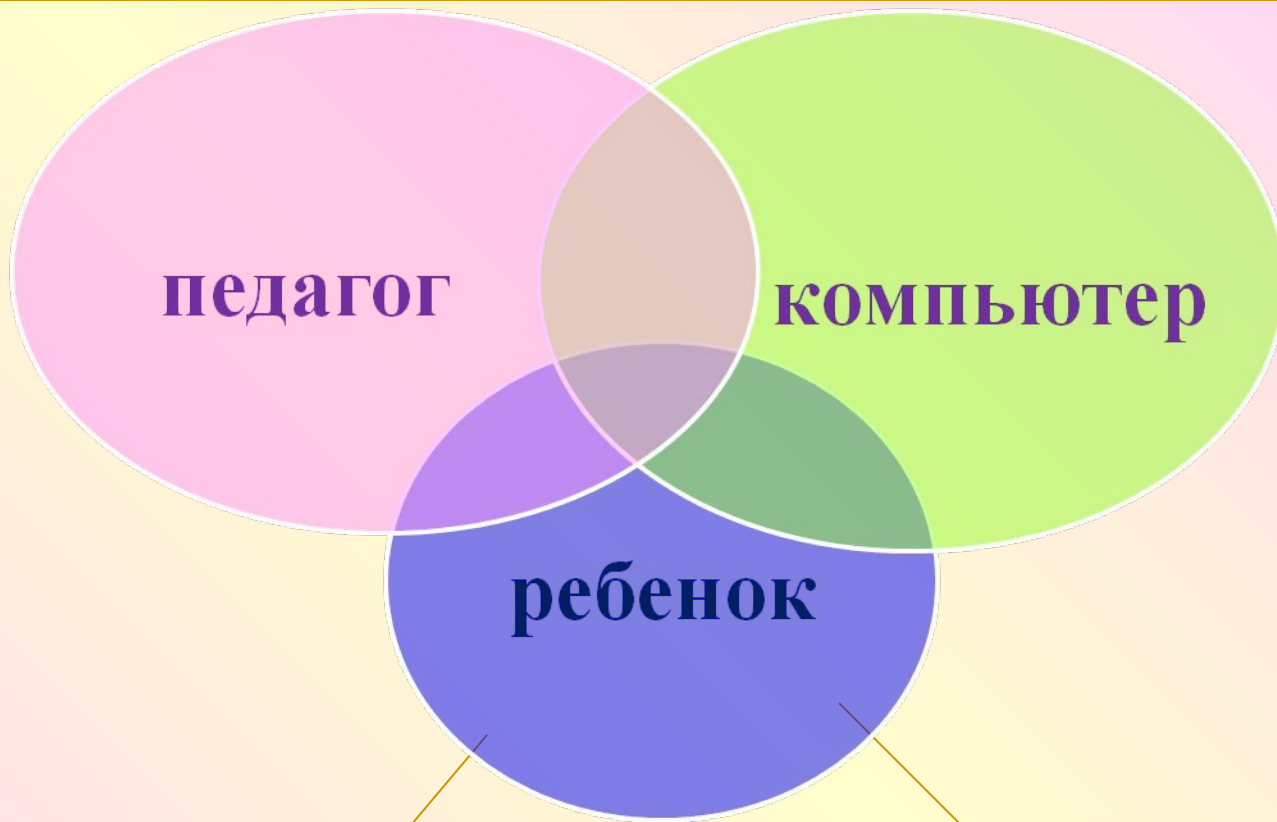 педагог
компьютер
ребенок